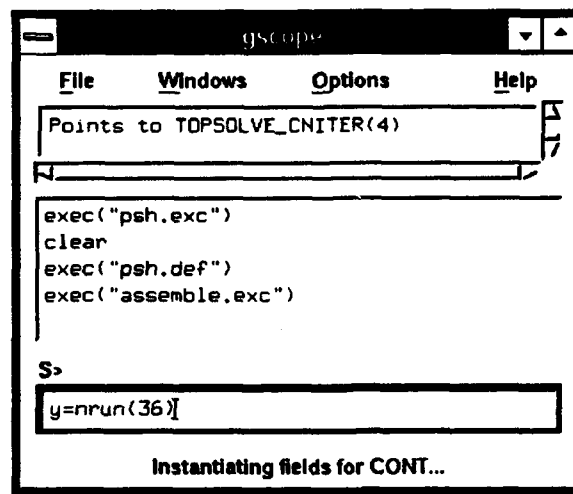 gscope
File Windows Options Help
Points to TOPSOLVE_CNITER(4)
exec("psh.exc")
clear
exec("psh.def")
exec("assemble.exc")
S>
y=nrun(36)
Instantiating fields for CONT...